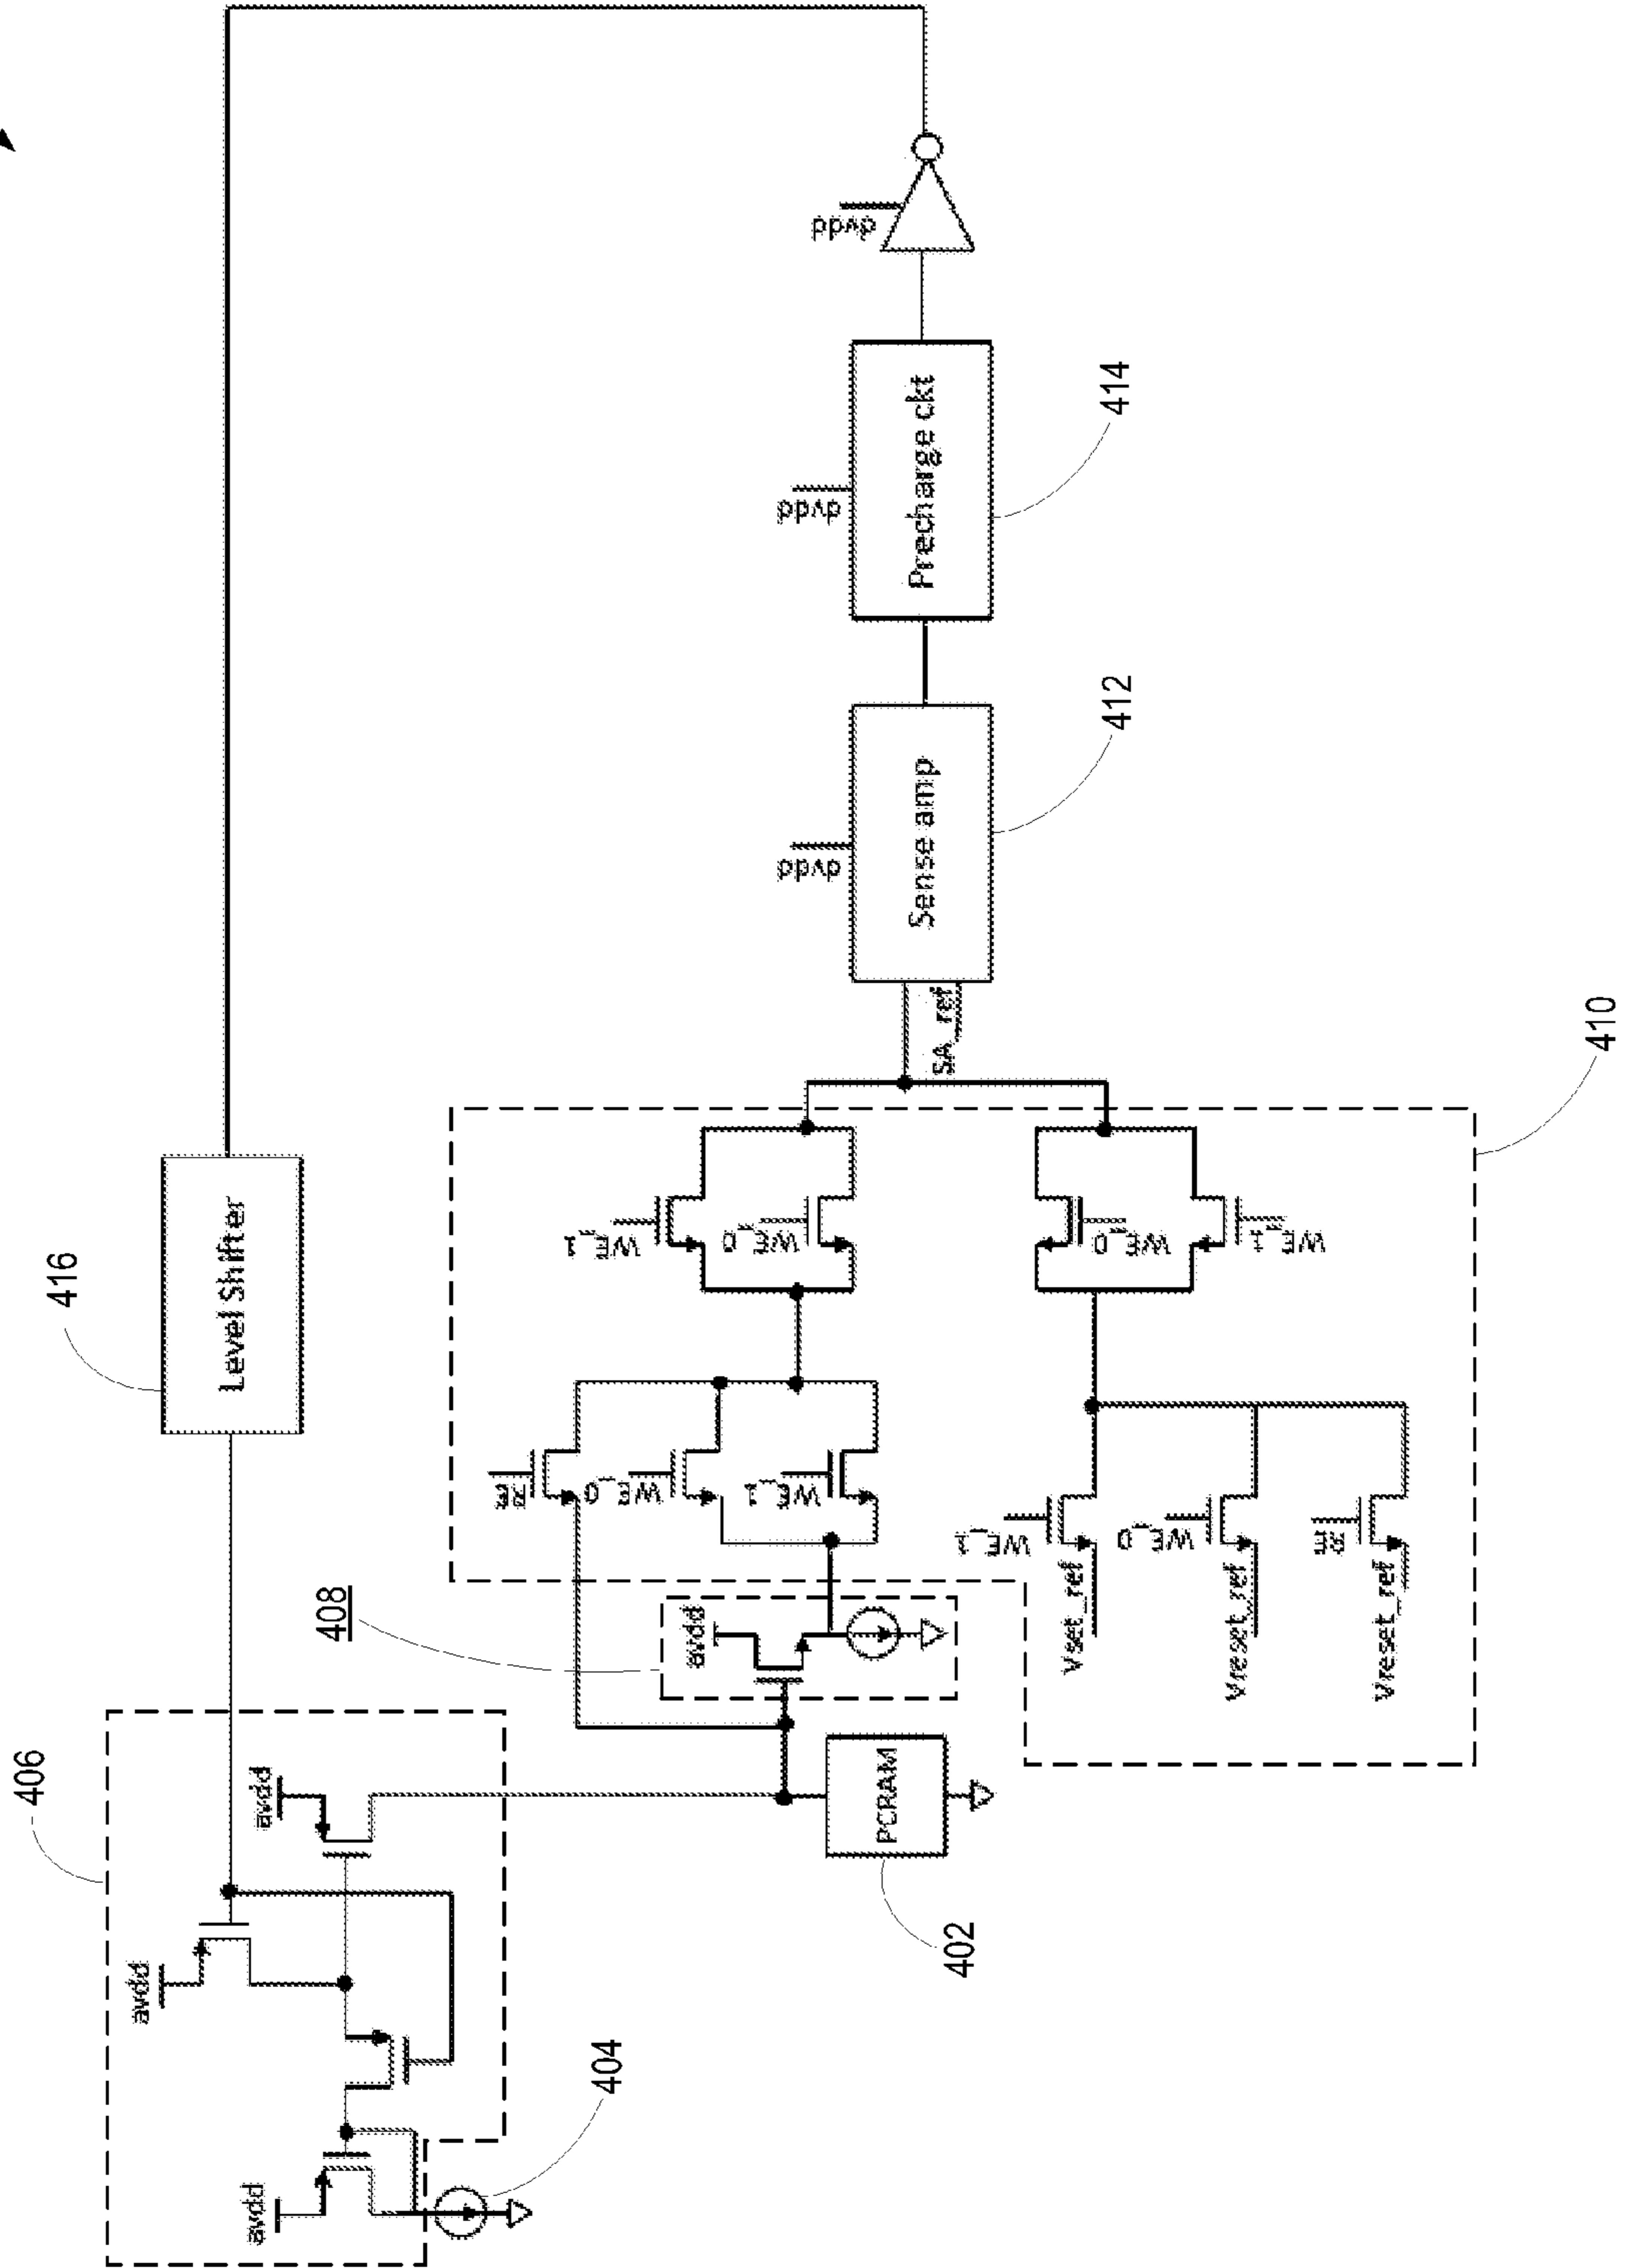 406
416
avdd
Level Shifter
avdd
avdd
408
RE
404
WE_0
WE_1
avdd
WE_1
WE_0
dvdd
dvdd
dvdd
PCRAM
Sense amp
Precharge ckt
SA_ref
402
WE_1
Vset_ref
412
414
WE_0
WE_0
Vreset_ref
WE_1
RE
Vreset_ref
410